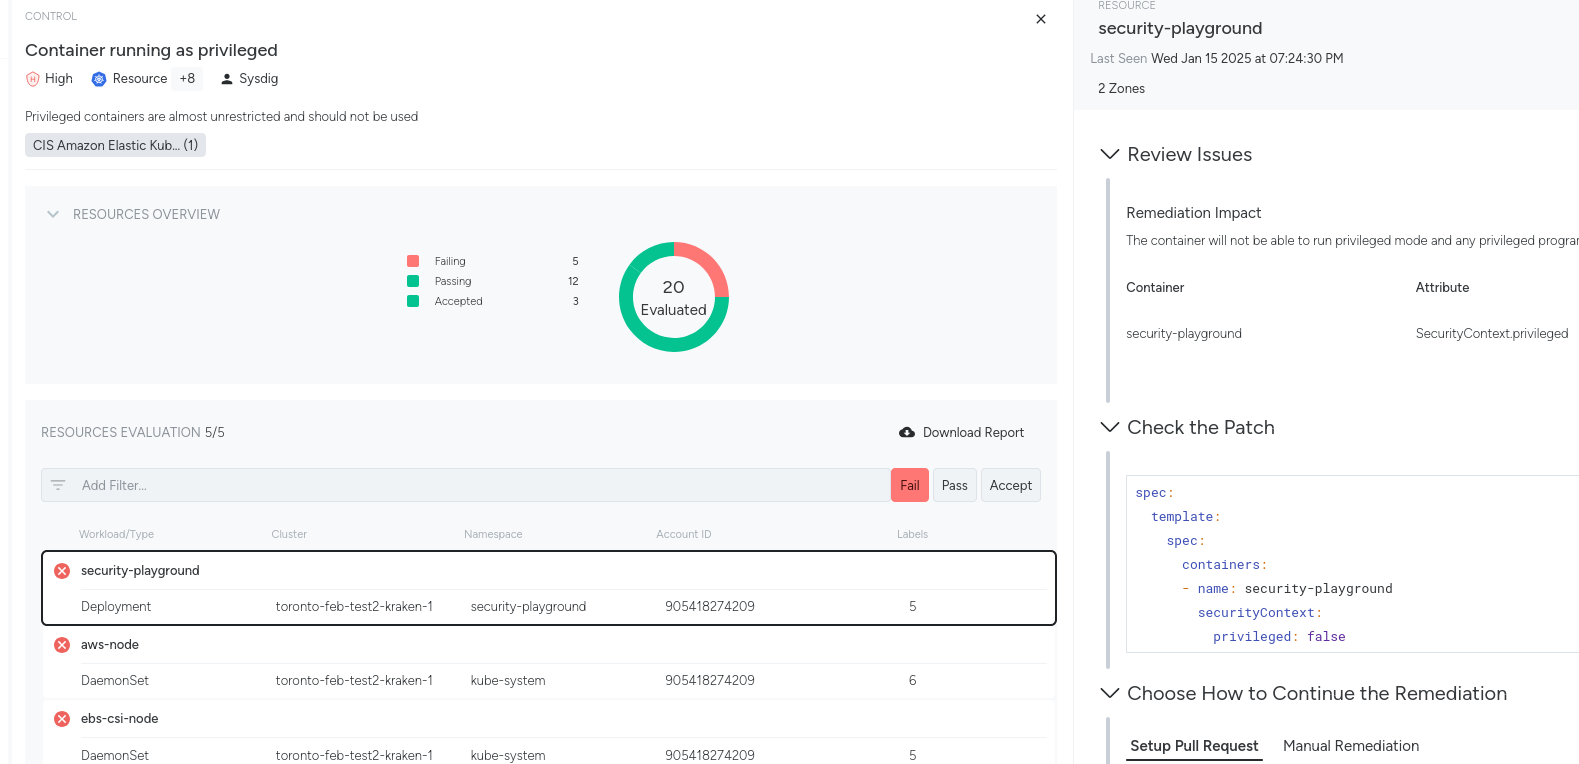 CONTROL
Container running as privileged
High Resource +8 Sysdig
Privileged containers are almost unrestricted and should not be used
CIS Amazon Elastic Kub... (1)
RESOURCES OVERVIEW
Failing 5
Passing 12
Accepted 3
20
Evaluated
RESOURCES EVALUATION 5/5
Download Report
Add Filter...
Fail Pass Accept
Workload/Type Cluster Namespace Account ID Labels
security-playground
Deployment toronto-feb-test2-kraken-1 security-playground 905418274209 5
aws-node
DaemonSet toronto-feb-test2-kraken-1 kube-system 905418274209 6
ebs-csi-node
DaemonSet toronto-feb-test2-kraken-1 kube-system 905418274209 5
RESOURCE
security-playground
Last Seen Wed Jan 15 2025 at 07:24:30 PM
2 Zones
Review Issues
Remediation Impact
The container will not be able to run privileged mode and any privileged progra
Container Attribute
security-playground SecurityContext.privileged
Check the Patch
spec:
template:
spec:
containers:
- name: security-playground
securityContext:
privileged: false
Choose How to Continue the Remediation
Setup Pull Request Manual Remediation